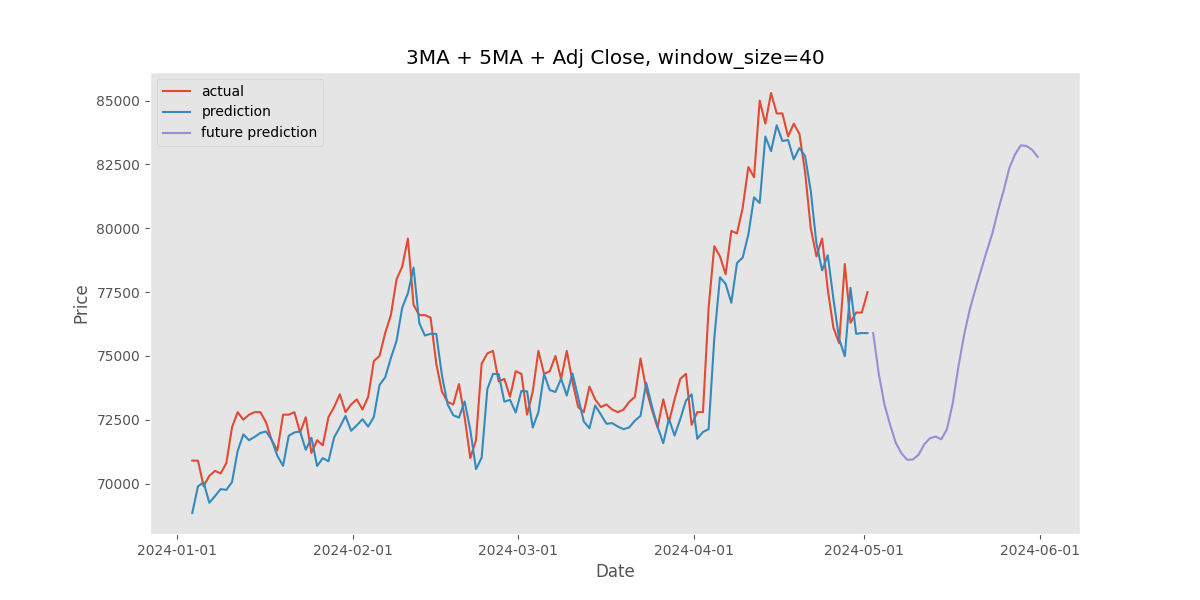 3MA + 5MA + Adj Close, window_size=40
actual
prediction
future prediction
85000
82500
80000
77500
75000
72500
70000
Price
2024-01-01 2024-02-01 2024-03-01 2024-04-01 2024-05-01 2024-06-01
Date